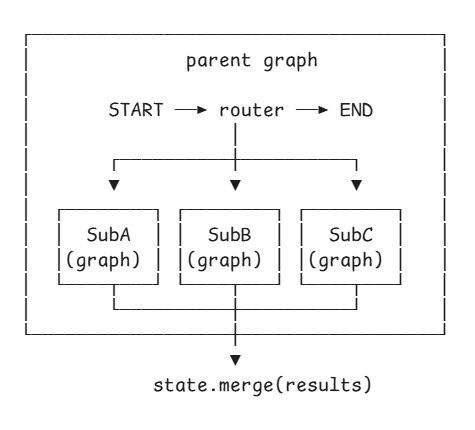 parent graph
START → router → END
SubA SubB SubC
(graph) (graph) (graph)
state.merge(results)